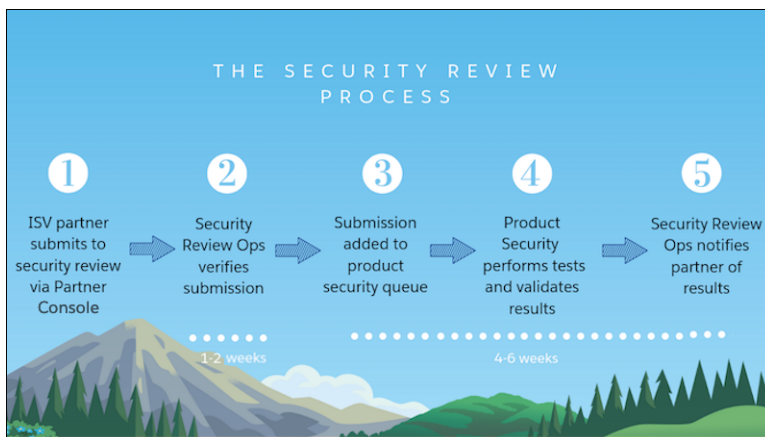 THE SECURITY REVIEW
PROCESS
1
ISV partner
submits to
security review
via Partner
Console
2
Security
Review Ops
verifies
submission
3
Submission
added to
product
security queue
4
Product
Security
performs tests
and validates
results
5
Security Review
Ops notifies
partner of
results
1-2 weeks
4-6 weeks